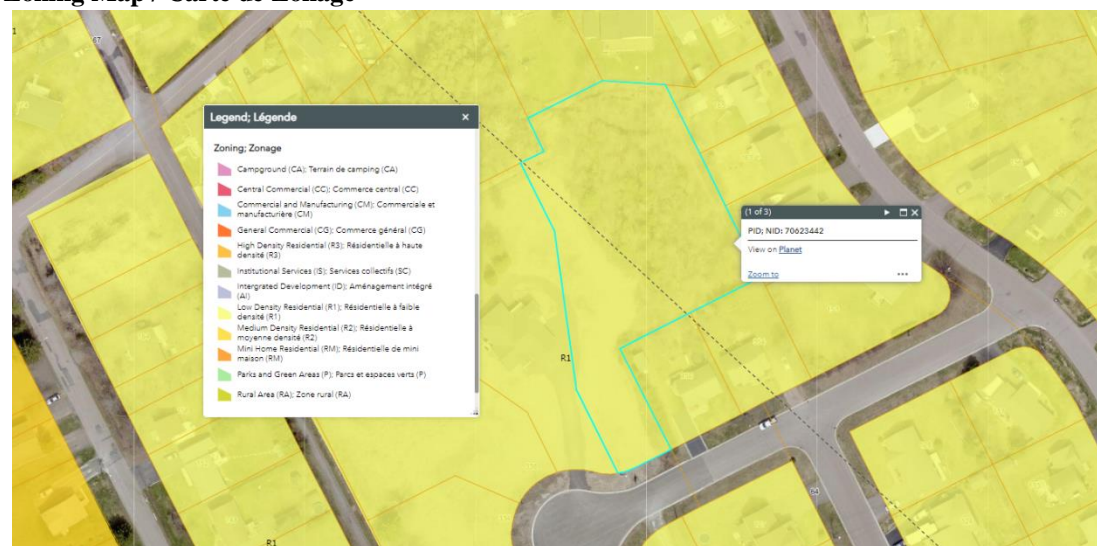 Zoning Map / Carte de Zonage
67
Legend; Légende
Zoning; Zonage
Campground (CA); Terrain de camping (CA)
Central Commercial (CC); Commerce central (CC)
Commercial and Manufacturing (CM); Commerciale et
manufacturière (CM)
General Commercial (CG); Commerce général (CG)
High Density Residential (R3); Résidentielle à haute
densité (R3)
Institutional Services (IS); Services collectifs (SC)
Intergrated Development (ID); Aménagement intégré
(AI)
Low Density Residential (R1); Résidentielle à faible
densité (R1)
Medium Density Residential (R2); Résidentielle à
moyenne densité (R2)
Mini Home Residential (RM); Résidentielle de mini
maison (RM)
Parks and Green Areas (P); Parcs et espaces verts (P)
Rural Area (RA); Zone rural (RA)
(1 of 3)
PID; NID: 70623442
View on Planet
Zoom to
R1
64
R1